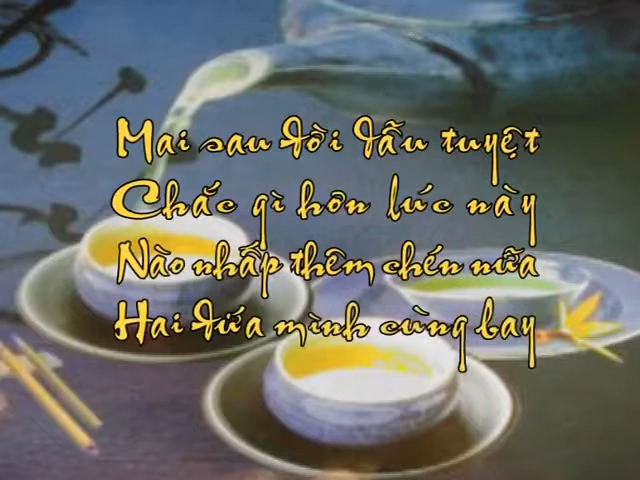 Mai sau đời dẫu tuyệt
Chắc gì hơn lúc này
Nào nhấp thêm chén nữa
Hai đứa mình cùng bay